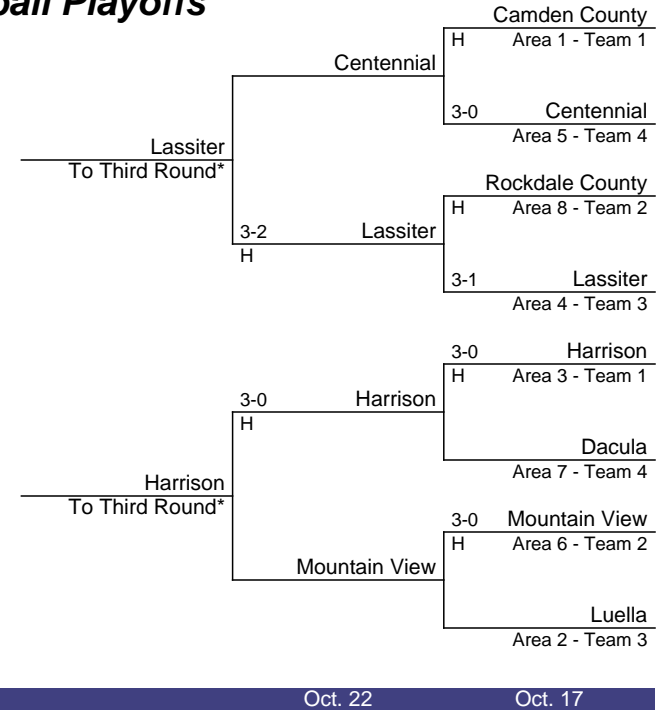 ball Playoffs
Camden County
H Area 1 - Team 1
Centennial
3-0 Centennial
Area 5 - Team 4
Lassiter
To Third Round*
Rockdale County
H Area 8 - Team 2
3-2 Lassiter
H
3-1 Lassiter
Area 4 - Team 3
3-0 Harrison
H Area 3 - Team 1
3-0 Harrison
H
Dacula
Area 7 - Team 4
Harrison
To Third Round*
3-0 Mountain View
H Area 6 - Team 2
Mountain View
Luella
Area 2 - Team 3
Oct. 22 Oct. 17